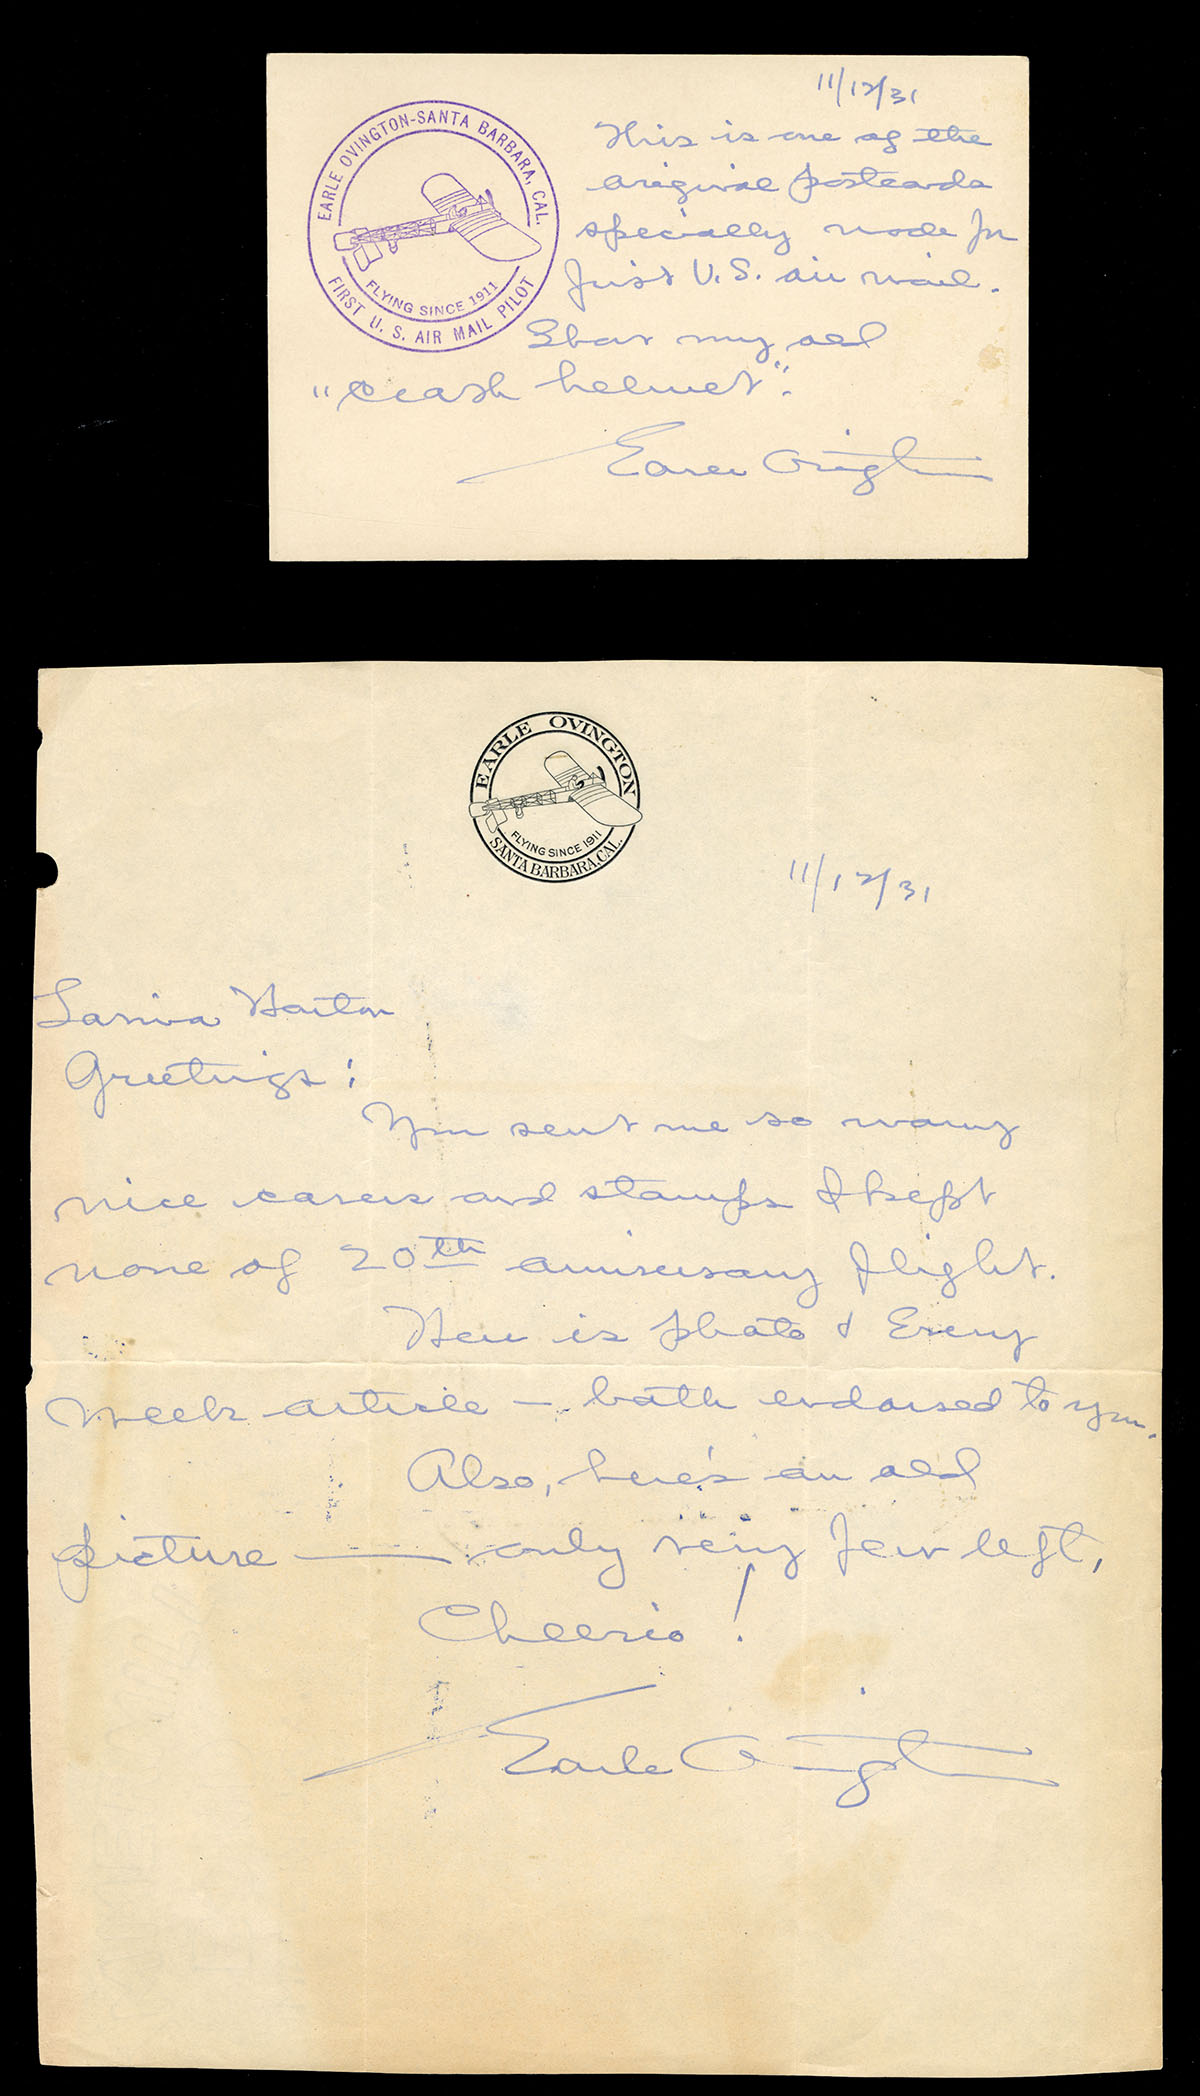 11/12/31
EARLE OVINGTON-SANTA BARBARA, CAL.
FLYING SINCE 1911
FIRST U. S. AIR MAIL PILOT
This is one of the
original postcards
specially made for
first U. S. air mail.
my old
"crash helmet".
Earle Ovington
EARLE OVINGTON
FLYING SINCE 1911
SANTA BARBARA, CAL.
11/12/31
Greetings:
You sent me so many
nice covers and stamps I kept
none of 20th anniversary flight.
Here is photo & Every
Week article — both endorsed to you.
Also, here's an old
picture — only very few left,
Cheerio!
Earle Ovington